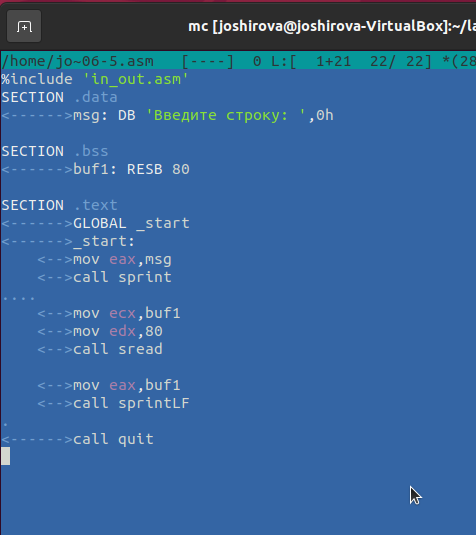 mc [joshirova@joshirova-VirtualBox]:~/la
/home/jo~06-5.asm   [----]  0 L:[  1+21  22/ 22] *(28
%include 'in_out.asm'
SECTION .data
<------>msg: DB 'Введите строку: ',0h
SECTION .bss
<------>buf1: RESB 80
SECTION .text
<------>GLOBAL _start
<------>_start:
    <-->mov eax,msg
    <-->call sprint
....
    <-->mov ecx,buf1
    <-->mov edx,80
    <-->call sread
    <-->mov eax,buf1
    <-->call sprintLF
.
<------>call quit